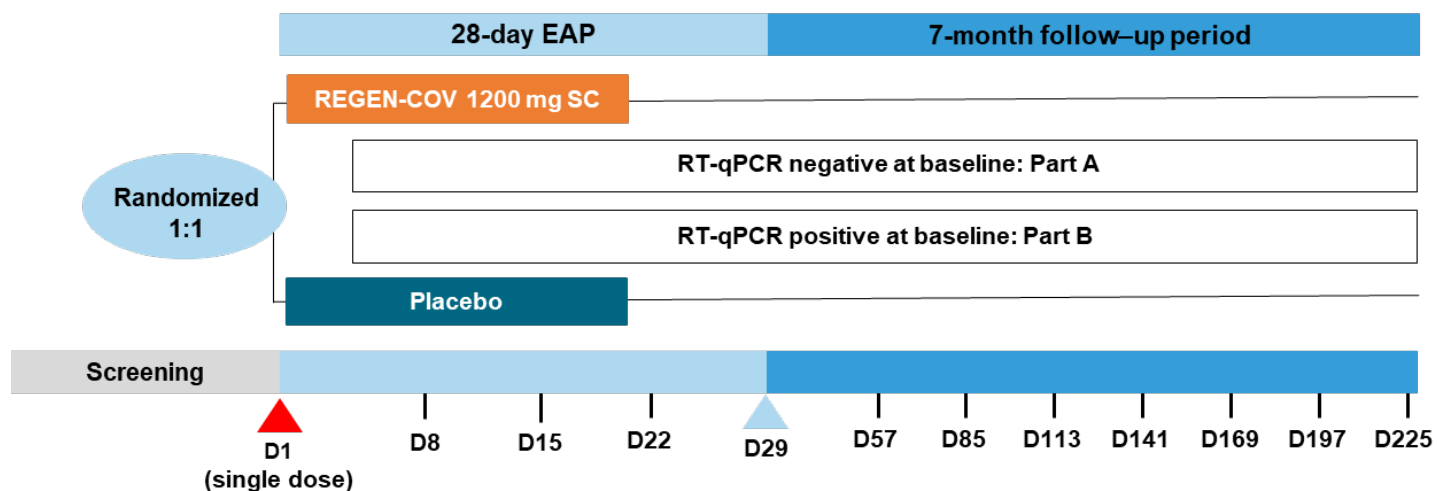 28-day EAP
7-month follow–up period
REGEN-COV 1200 mg SC
RT-qPCR negative at baseline: Part A
Randomized
1:1
RT-qPCR positive at baseline: Part B
Placebo
Screening
D1
(single dose)
D8
D15
D22
D29
D57
D85
D113
D141
D169
D197
D225